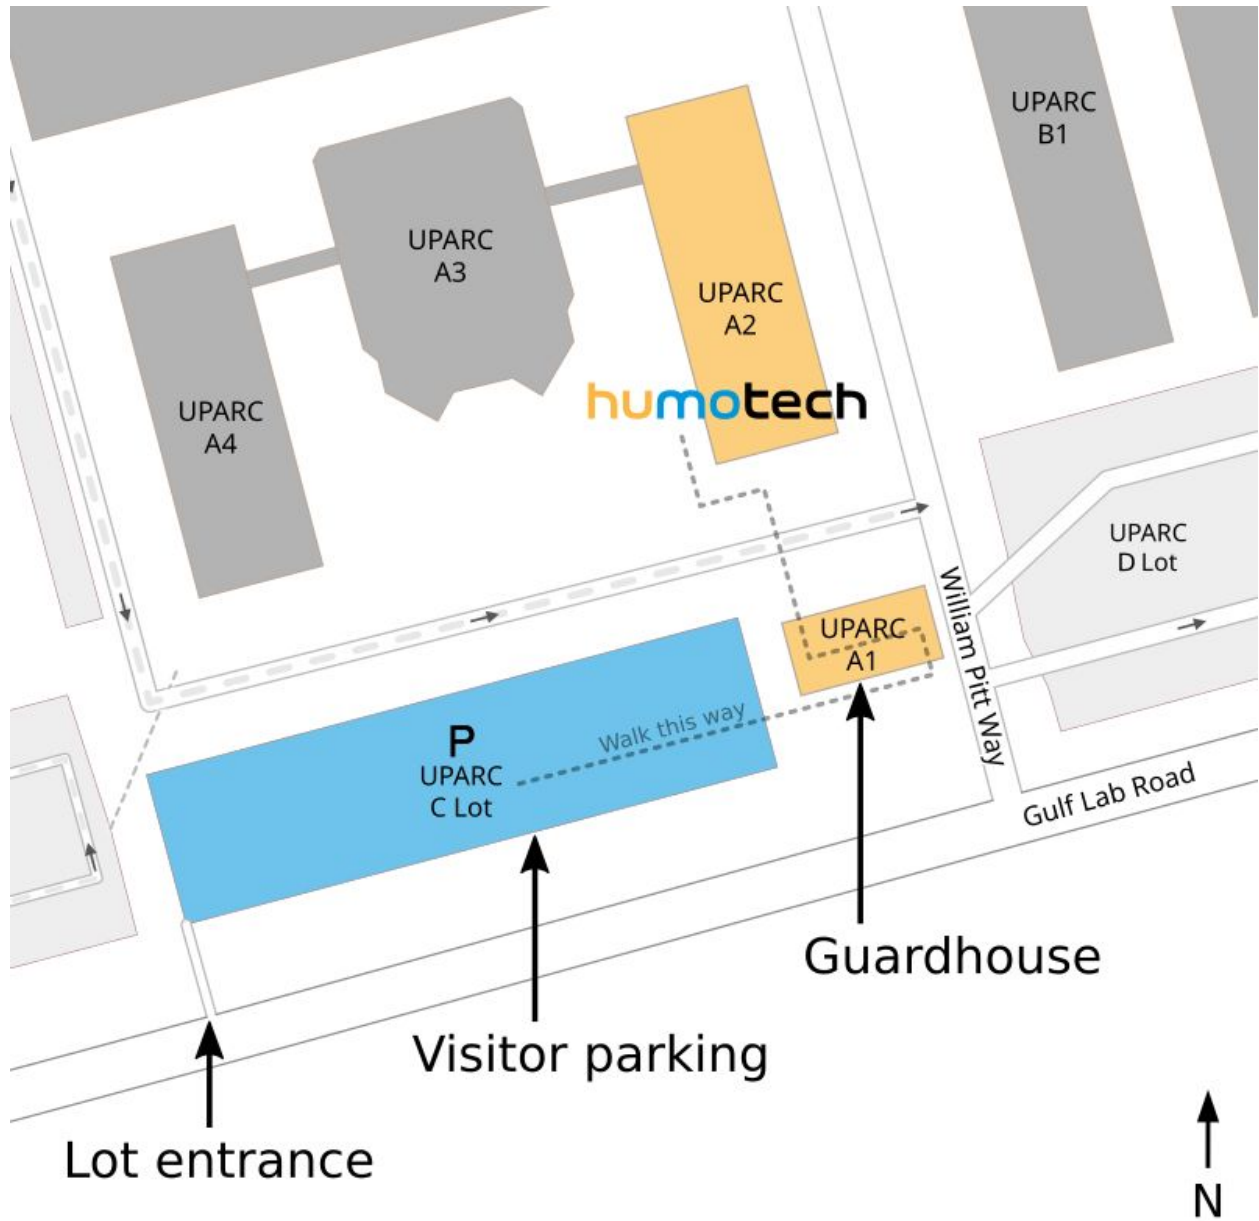 UPARC
B1
UPARC
A3
UPARC
A2
humotech
UPARC
A4
UPARC
D Lot
William Pitt Way
UPARC
A1
Walk this way
P
UPARC
C Lot
Gulf Lab Road
Guardhouse
Visitor parking
Lot entrance
N